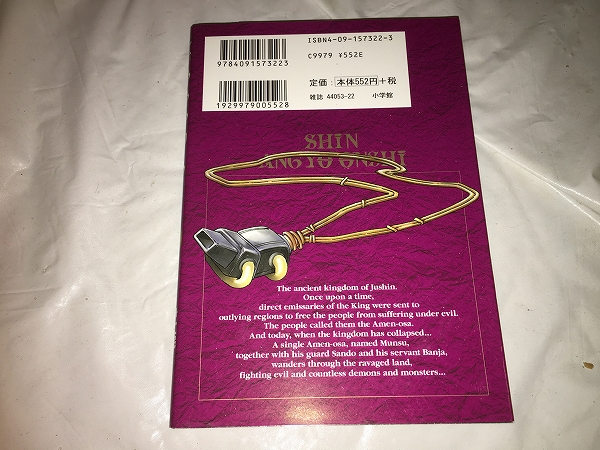 ISBN4-09-157322-3
C9979 ¥552E
9784091573223
定価：本体552円+税
雑誌 44053-22 小学館
1929979005528
SHIN
ANGYO ONSHI
The ancient kingdom of Jushin.
Once upon a time,
direct emissaries of the King were sent to
outlying regions to free the people from suffering under evil.
The people called them the Amen-osa.
And today, when the kingdom has collapsed...
A single Amen-osa, named Munsu,
together with his guard Sando and his servant Banja,
wanders through the ravaged land,
fighting evil and countless demons and monsters...